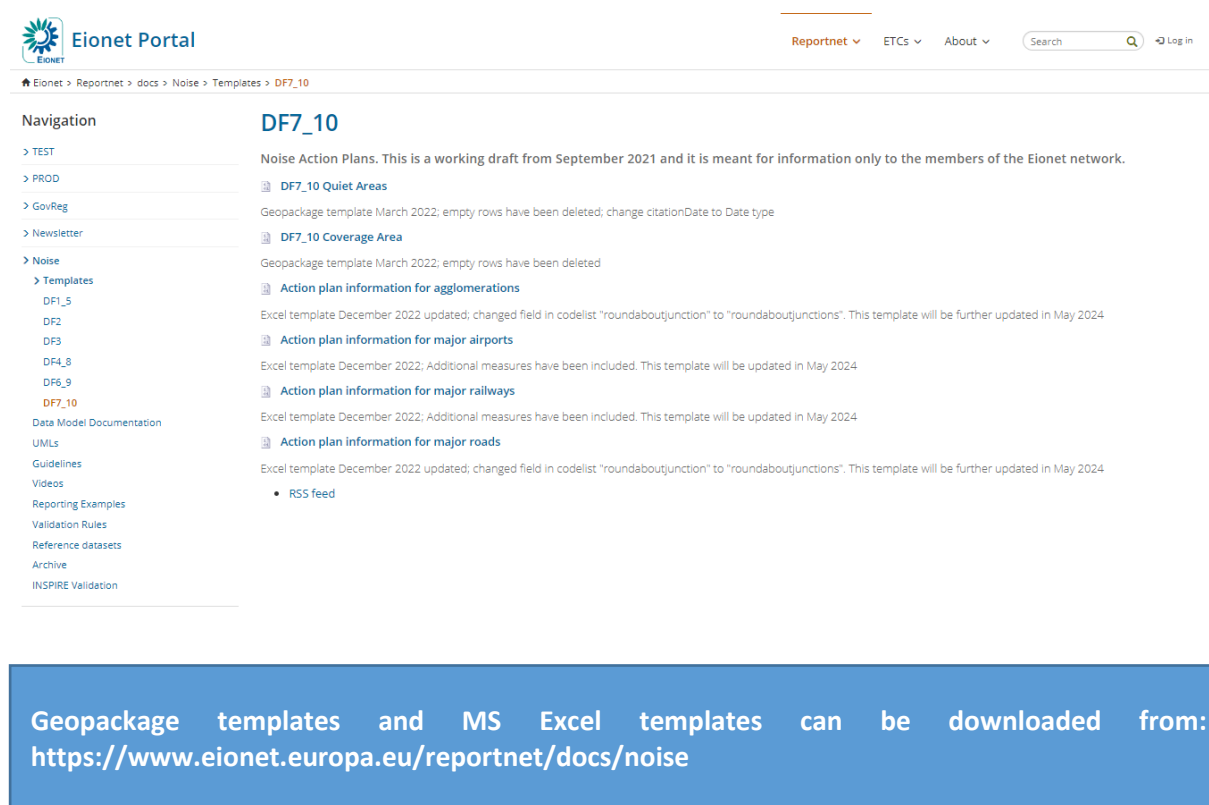 EIONET
Eionet Portal
Reportnet
ETCs
About
Search
Log in
Eionet > Reportnet > docs > Noise > Templates > DF7_10
Navigation
> TEST
> PROD
> GovReg
> Newsletter
> Noise
> Templates
DF1_5
DF2
DF3
DF4_8
DF6_9
DF7_10
Data Model Documentation
UMLs
Guidelines
Videos
Reporting Examples
Validation Rules
Reference datasets
Archive
INSPIRE Validation
DF7_10
Noise Action Plans. This is a working draft from September 2021 and it is meant for information only to the members of the Eionet network.
DF7_10 Quiet Areas
Geopackage template March 2022; empty rows have been deleted; change citationDate to Date type
DF7_10 Coverage Area
Geopackage template March 2022; empty rows have been deleted
Action plan information for agglomerations
Excel template December 2022 updated; changed field in codelist "roundaboutjunction" to "roundaboutjunctions". This template will be further updated in May 2024
Action plan information for major airports
Excel template December 2022; Additional measures have been included. This template will be updated in May 2024
Action plan information for major railways
Excel template December 2022; Additional measures have been included. This template will be updated in May 2024
Action plan information for major roads
Excel template December 2022 updated; changed field in codelist "roundaboutjunction" to "roundaboutjunctions". This template will be further updated in May 2024
• RSS feed
Geopackage templates and MS Excel templates can be downloaded from:
https://www.eionet.europa.eu/reportnet/docs/noise